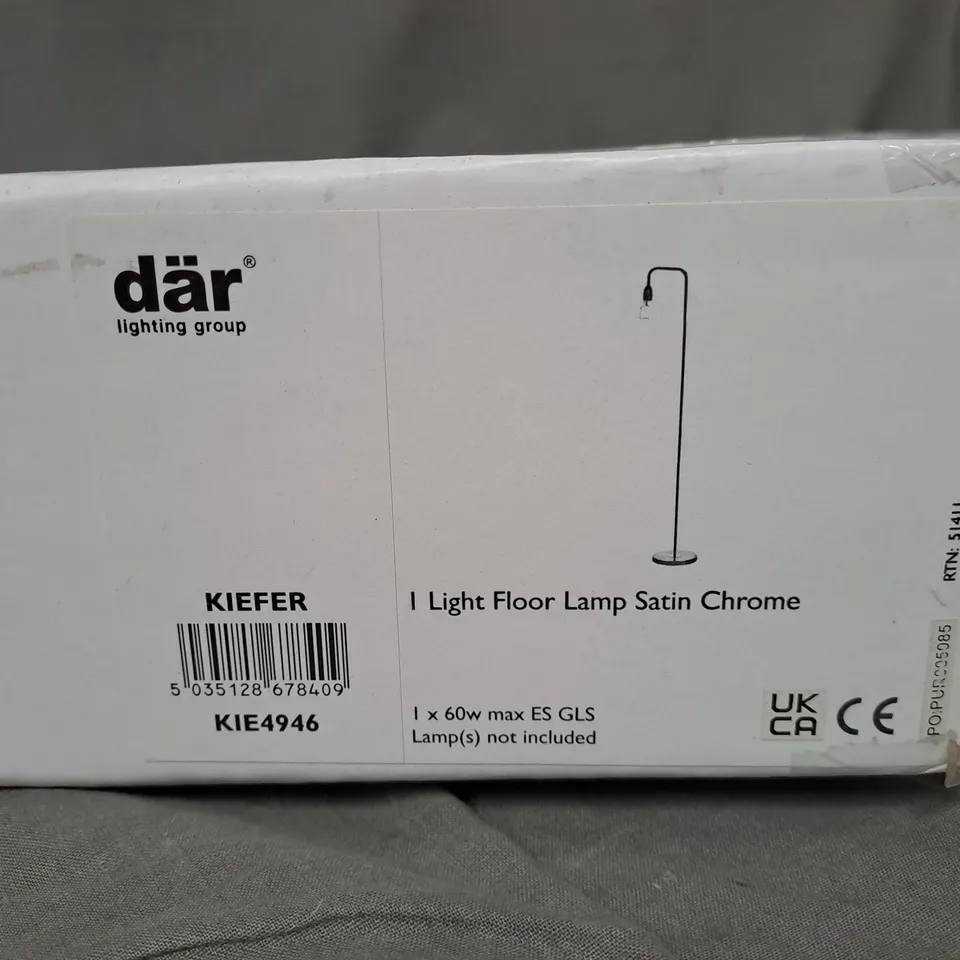 där®
lighting group
KIEFER
5 035128 678409
KIE4946
1 Light Floor Lamp Satin Chrome
1 x 60w max ES GLS
Lamp(s) not included
UK
CA CE
RTN: